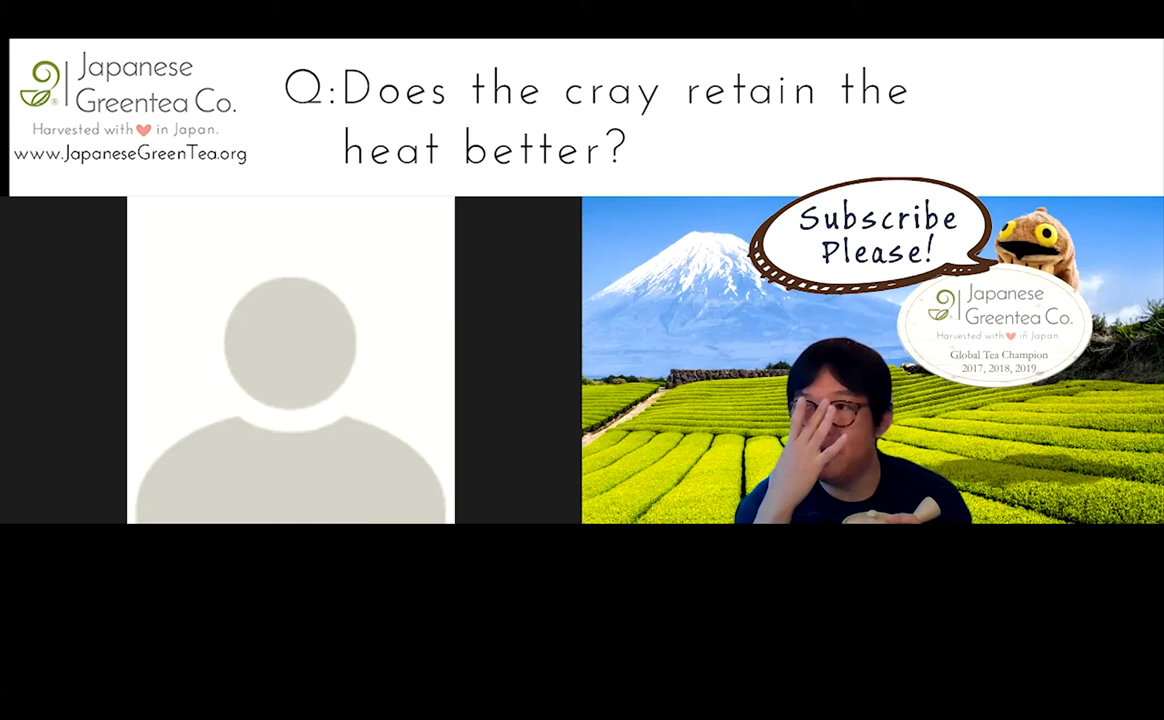 Japanese
Greentea Co.
Harvested with in Japan.
www.JapaneseGreenTea.org
Q:Does the cray retain the
heat better?
Subscribe
Please!
Japanese
Greentea Co.
Harvested with in Japan.
Global Tea Champion
2017, 2018, 2019